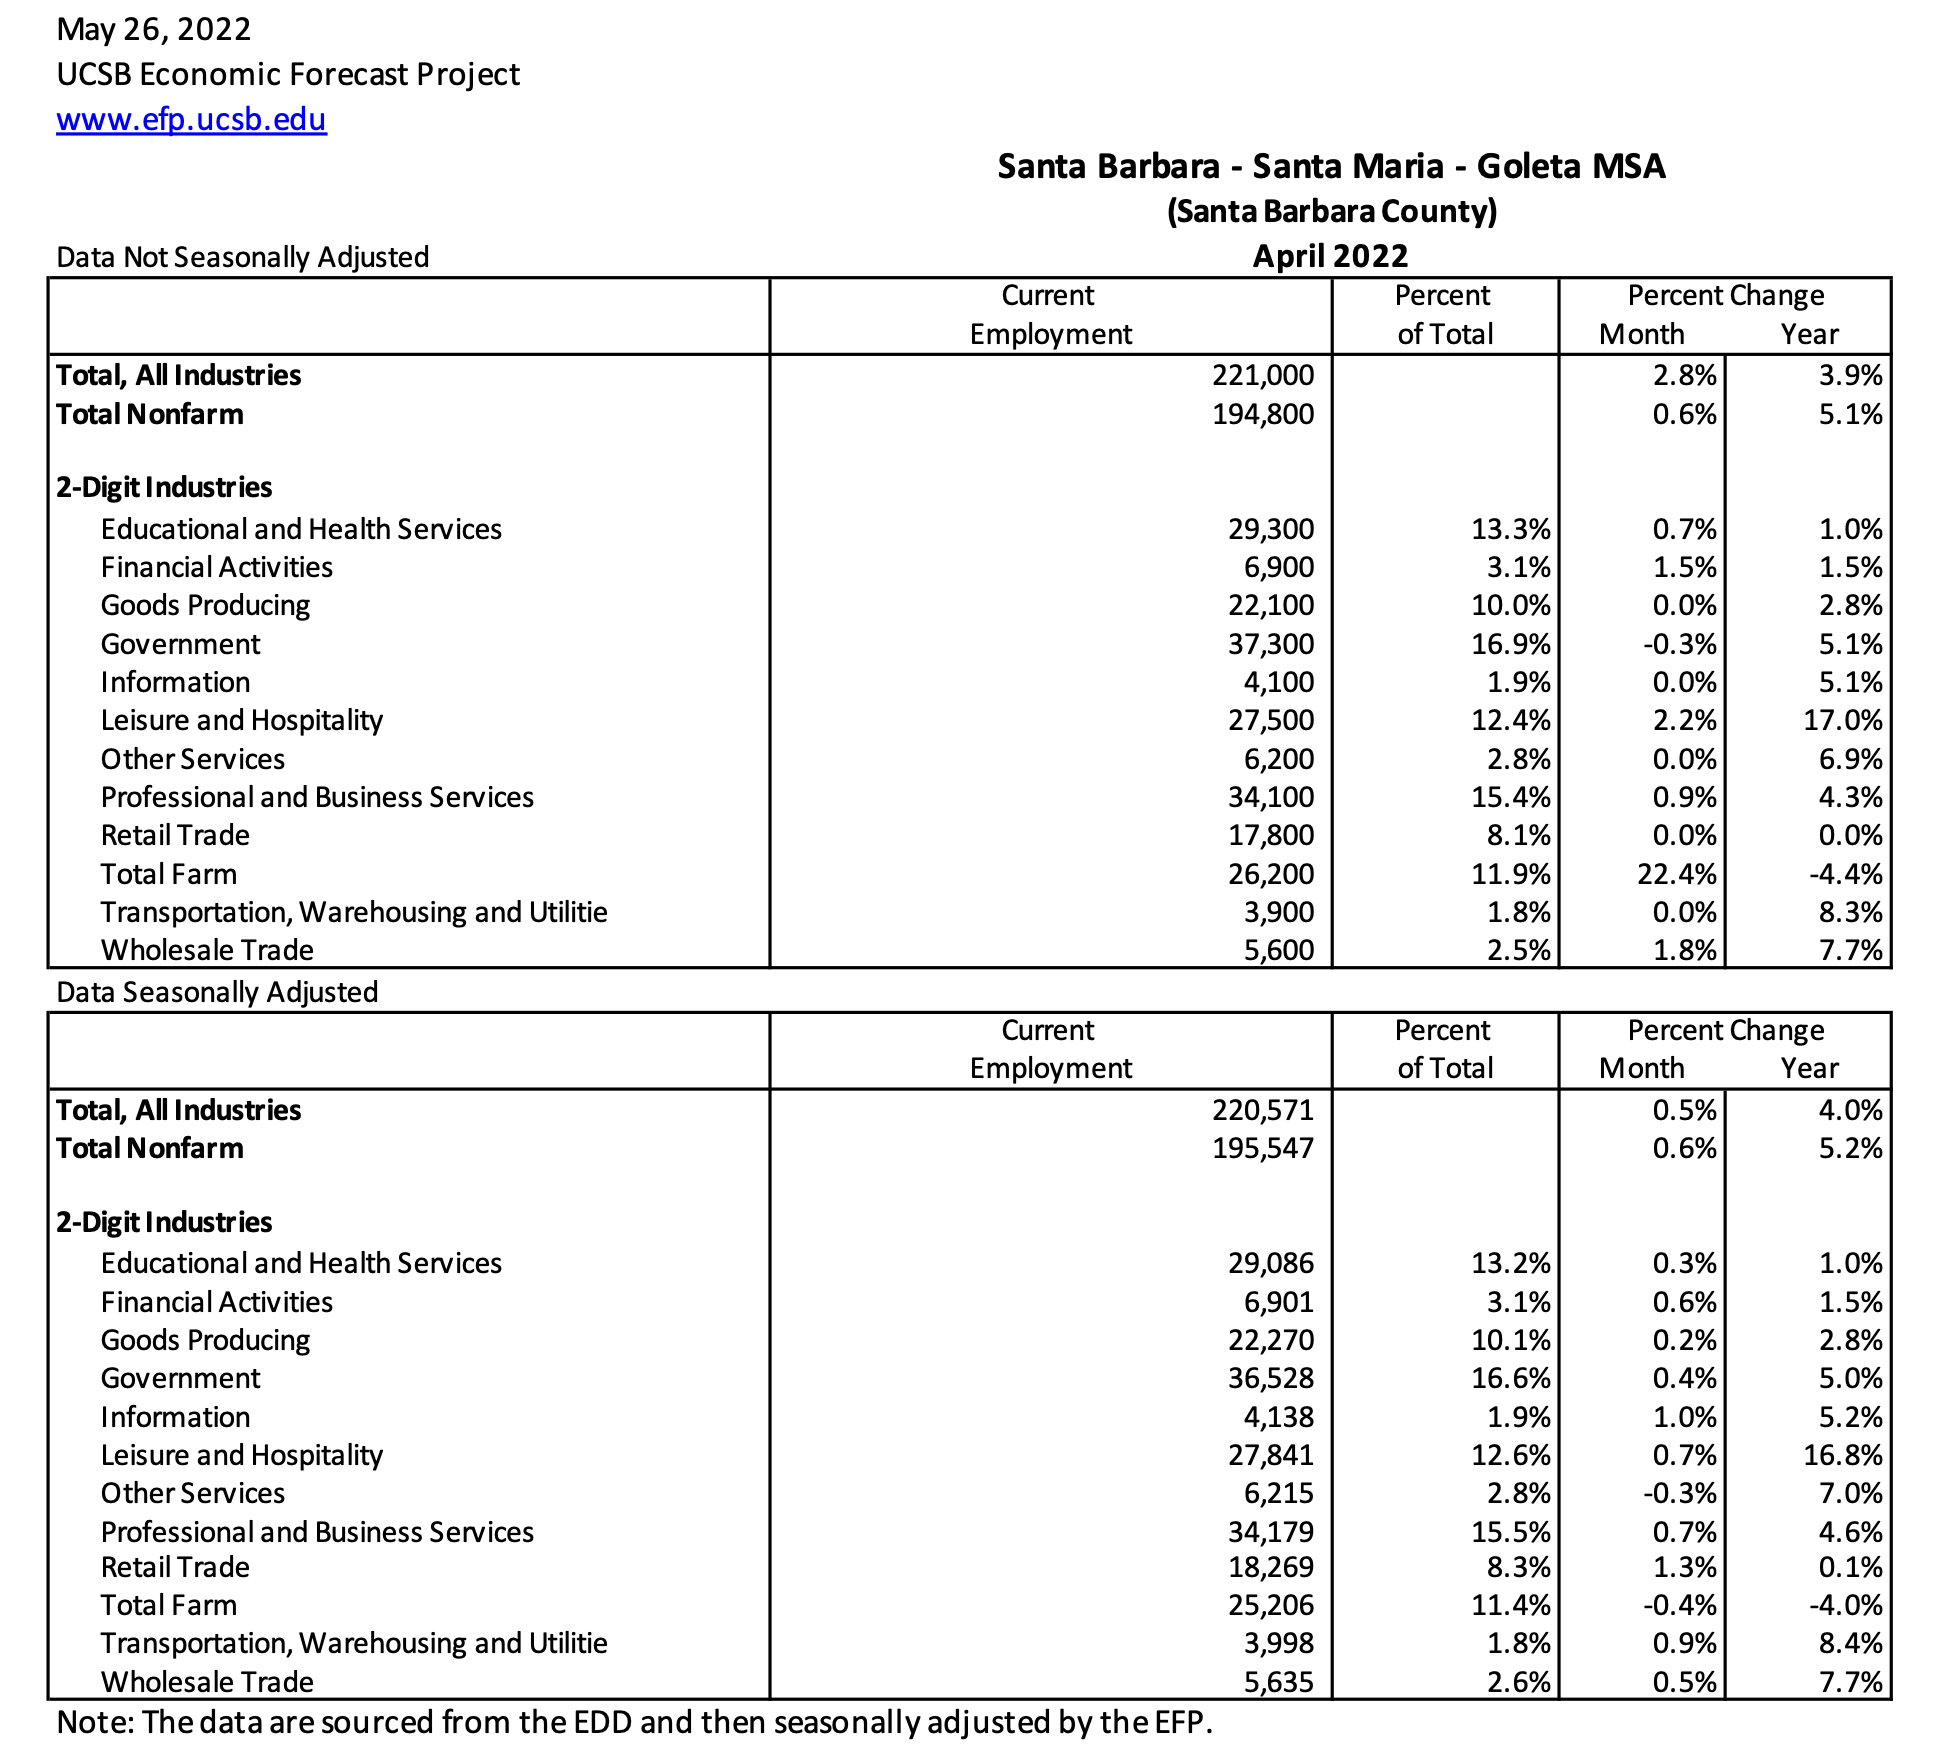 May 26, 2022
UCSB Economic Forecast Project
www.efp.ucsb.edu
Santa Barbara - Santa Maria - Goleta MSA
(Santa Barbara County)
Data Not Seasonally Adjusted April 2022
Current Percent Percent Change
Employment of Total Month Year
Total, All Industries 221,000 2.8% 3.9%
Total Nonfarm 194,800 0.6% 5.1%
2-Digit Industries
Educational and Health Services 29,300 13.3% 0.7% 1.0%
Financial Activities 6,900 3.1% 1.5% 1.5%
Goods Producing 22,100 10.0% 0.0% 2.8%
Government 37,300 16.9% -0.3% 5.1%
Information 4,100 1.9% 0.0% 5.1%
Leisure and Hospitality 27,500 12.4% 2.2% 17.0%
Other Services 6,200 2.8% 0.0% 6.9%
Professional and Business Services 34,100 15.4% 0.9% 4.3%
Retail Trade 17,800 8.1% 0.0% 0.0%
Total Farm 26,200 11.9% 22.4% -4.4%
Transportation, Warehousing and Utilitie 3,900 1.8% 0.0% 8.3%
Wholesale Trade 5,600 2.5% 1.8% 7.7%
Data Seasonally Adjusted
Current Percent Percent Change
Employment of Total Month Year
Total, All Industries 220,571 0.5% 4.0%
Total Nonfarm 195,547 0.6% 5.2%
2-Digit Industries
Educational and Health Services 29,086 13.2% 0.3% 1.0%
Financial Activities 6,901 3.1% 0.6% 1.5%
Goods Producing 22,270 10.1% 0.2% 2.8%
Government 36,528 16.6% 0.4% 5.0%
Information 4,138 1.9% 1.0% 5.2%
Leisure and Hospitality 27,841 12.6% 0.7% 16.8%
Other Services 6,215 2.8% -0.3% 7.0%
Professional and Business Services 34,179 15.5% 0.7% 4.6%
Retail Trade 18,269 8.3% 1.3% 0.1%
Total Farm 25,206 11.4% -0.4% -4.0%
Transportation, Warehousing and Utilitie 3,998 1.8% 0.9% 8.4%
Wholesale Trade 5,635 2.6% 0.5% 7.7%
Note: The data are sourced from the EDD and then seasonally adjusted by the EFP.